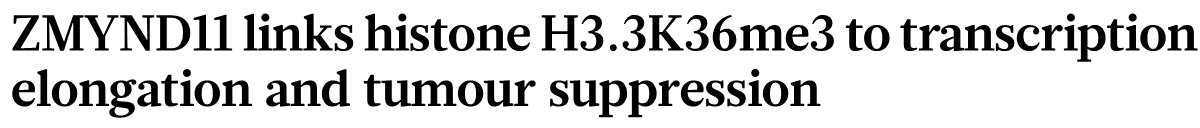 ZMYND11 links histone H3.3K36me3 to transcription
elongation and tumour suppression